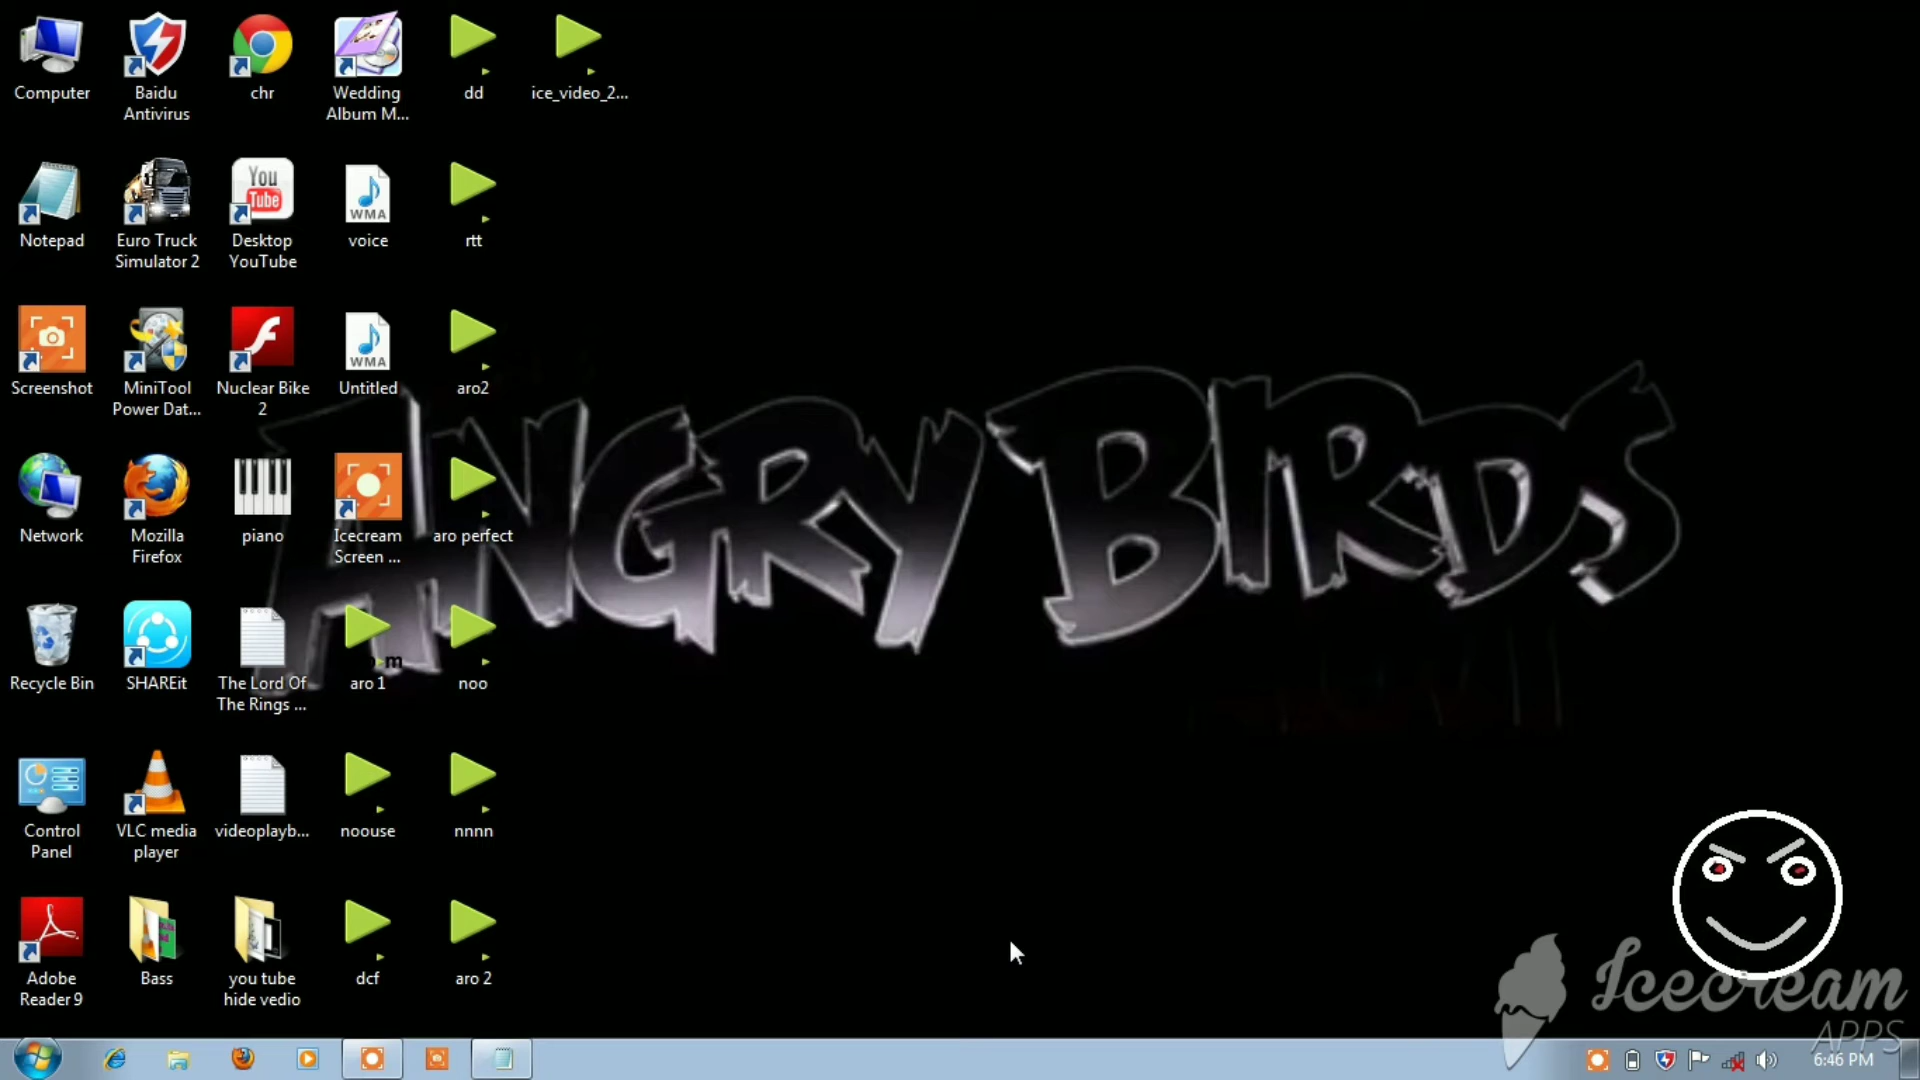 Computer
Baidu
Antivirus
chr
Wedding
Album M...
dd
ice_video_2...
Notepad
Euro Truck
Simulator 2
You
Tube
Desktop
YouTube
WMA
voice
rtt
Screenshot
MiniTool
Power Dat...
Nuclear Bike
2
WMA
Untitled
aro2
ANGRY BIRDS
Network
Mozilla
Firefox
piano
Icecream
Screen ...
aro perfect
Recycle Bin
SHAREit
The Lord Of
The Rings ...
aro 1
noo
Control
Panel
VLC media
player
videoplayb...
noouse
nnnn
Adobe
Reader 9
Bass
you tube
hide vedio
dcf
aro 2
Icecream
APPS
6:46 PM